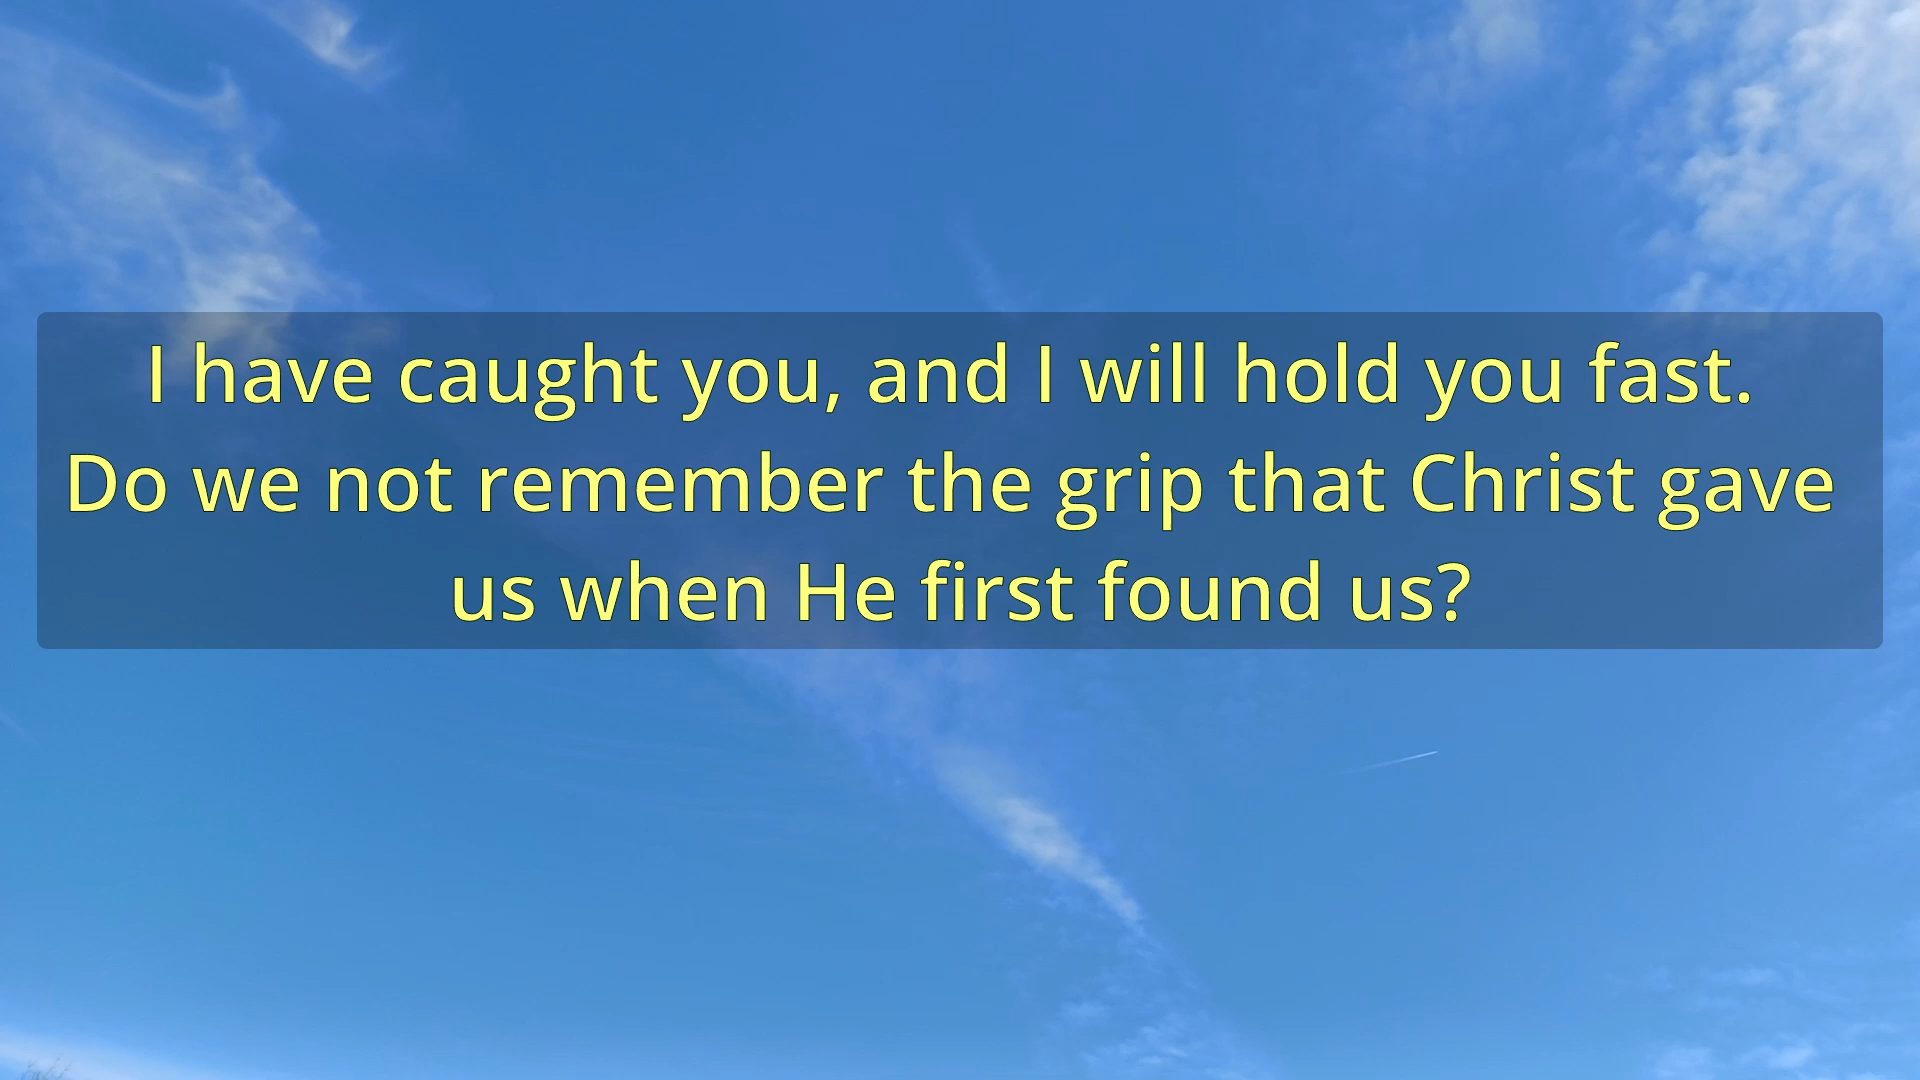 I have caught you, and I will hold you fast.
Do we not remember the grip that Christ gave
us when He first found us?